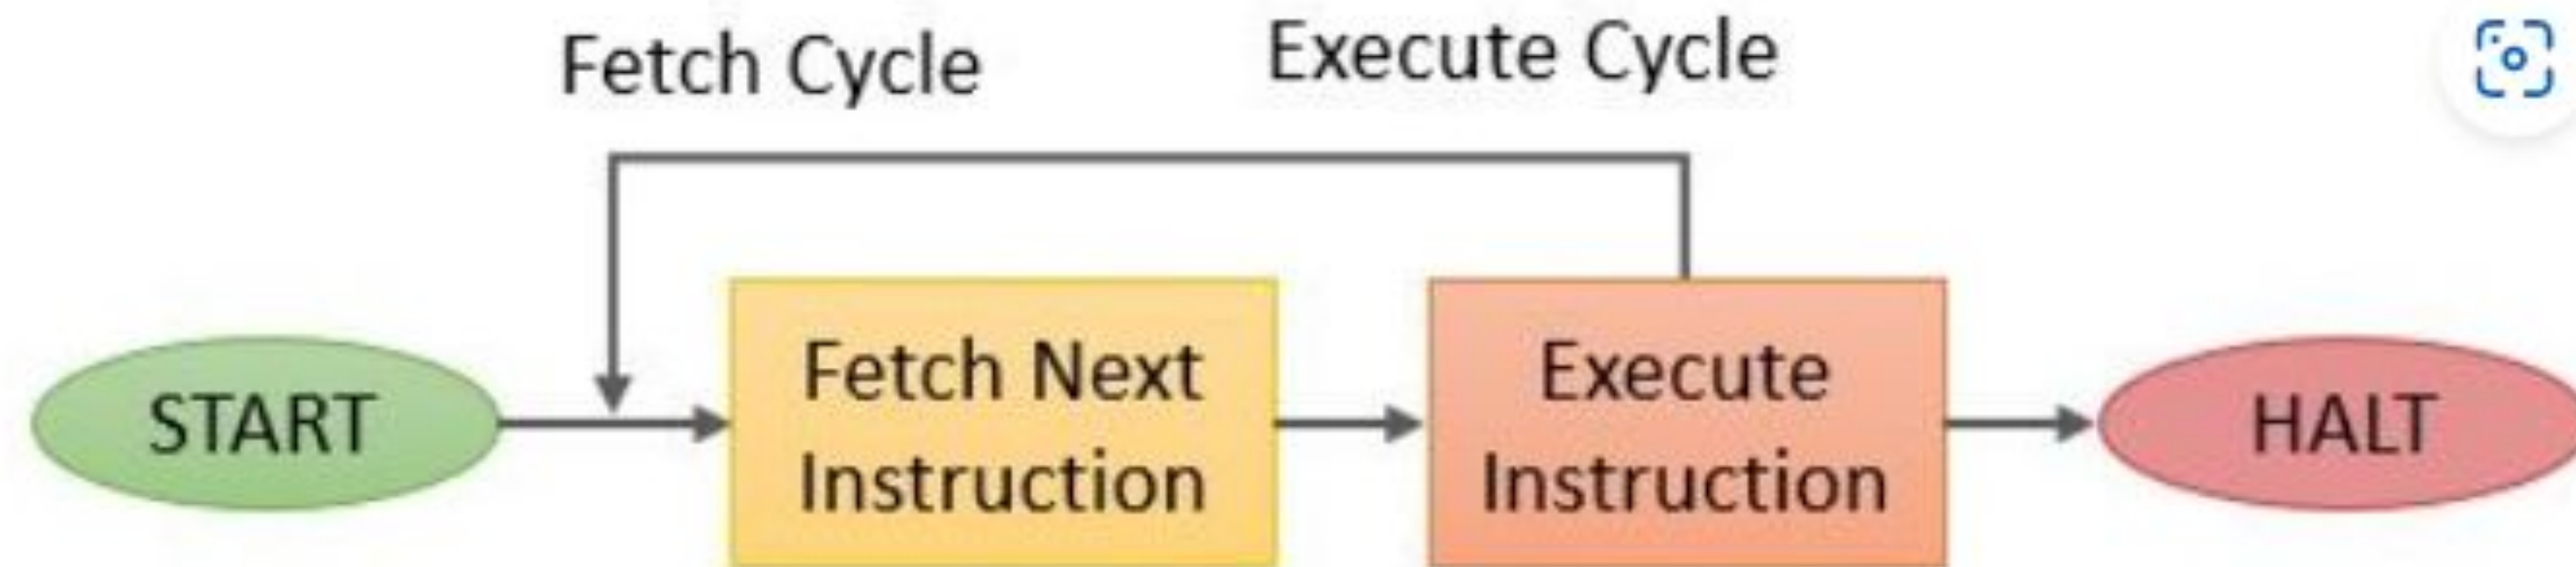 Fetch Cycle
Execute Cycle
START
Fetch Next
Instruction
Execute
Instruction
HALT